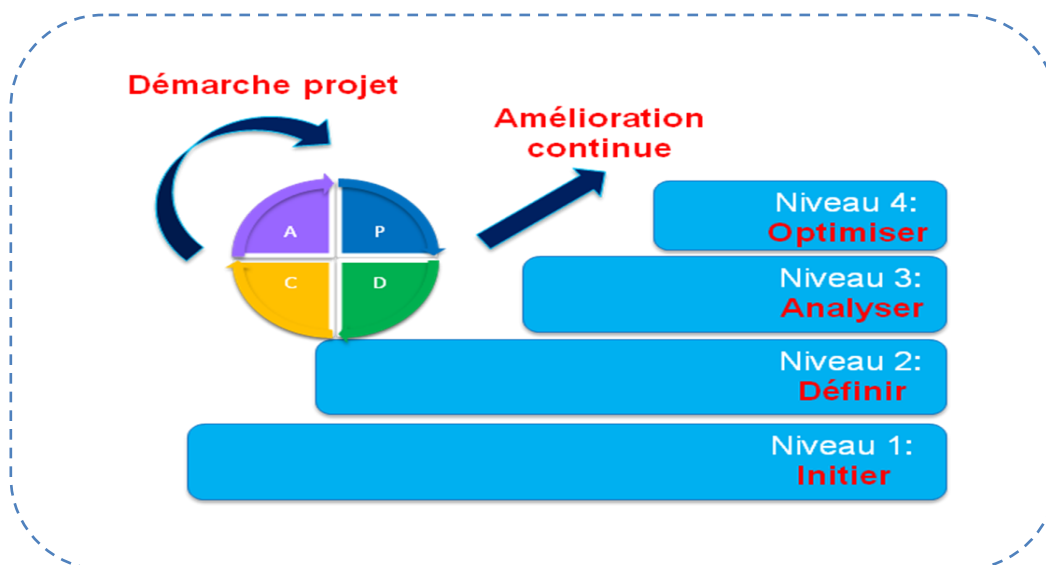 Démarche projet
Amélioration
continue
A
P
C
D
Niveau 4:
Optimiser
Niveau 3:
Analyser
Niveau 2:
Définir
Niveau 1:
Initier